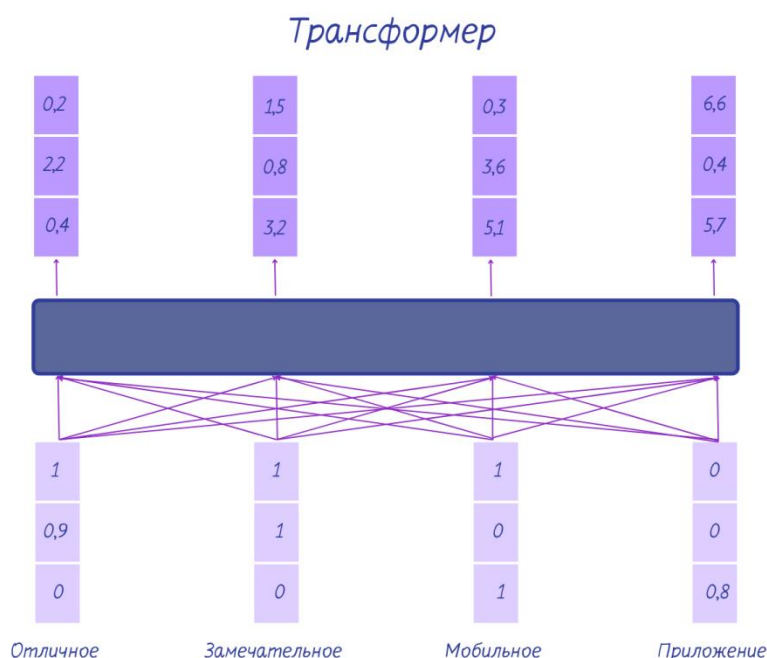 Трансформер
0,2 1,5 0,3 6,6
2,2 0,8 3,6 0,4
0,4 3,2 5,1 5,7
1 1 1 0
0,9 1 0 0
0 0 1 0,8
Отличное Замечательное Мобильное Приложение